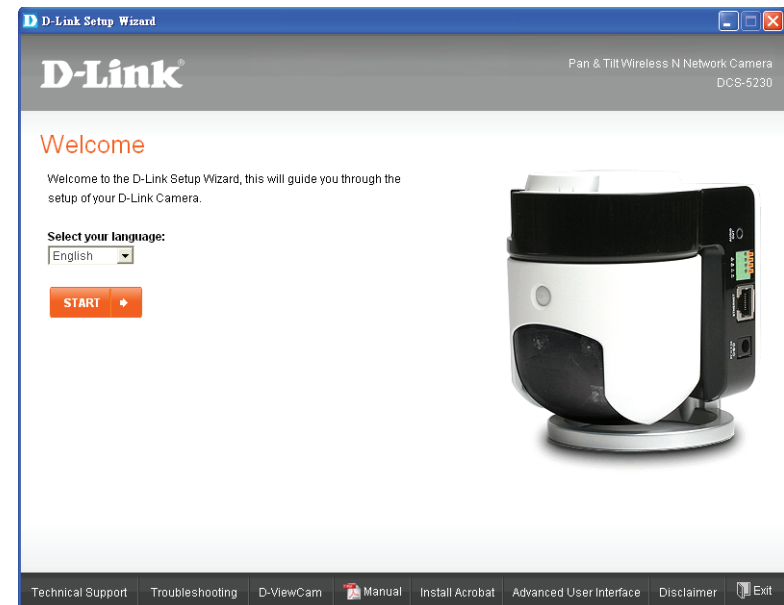 D-Link Setup Wizard
D-Link
Pan & Tilt Wireless N Network Camera
DCS-5230
Welcome
Welcome to the D-Link Setup Wizard, this will guide you through the
setup of your D-Link Camera.
Select your language:
English
START
Technical Support Troubleshooting D-ViewCam Manual Install Acrobat Advanced User Interface Disclaimer Exit